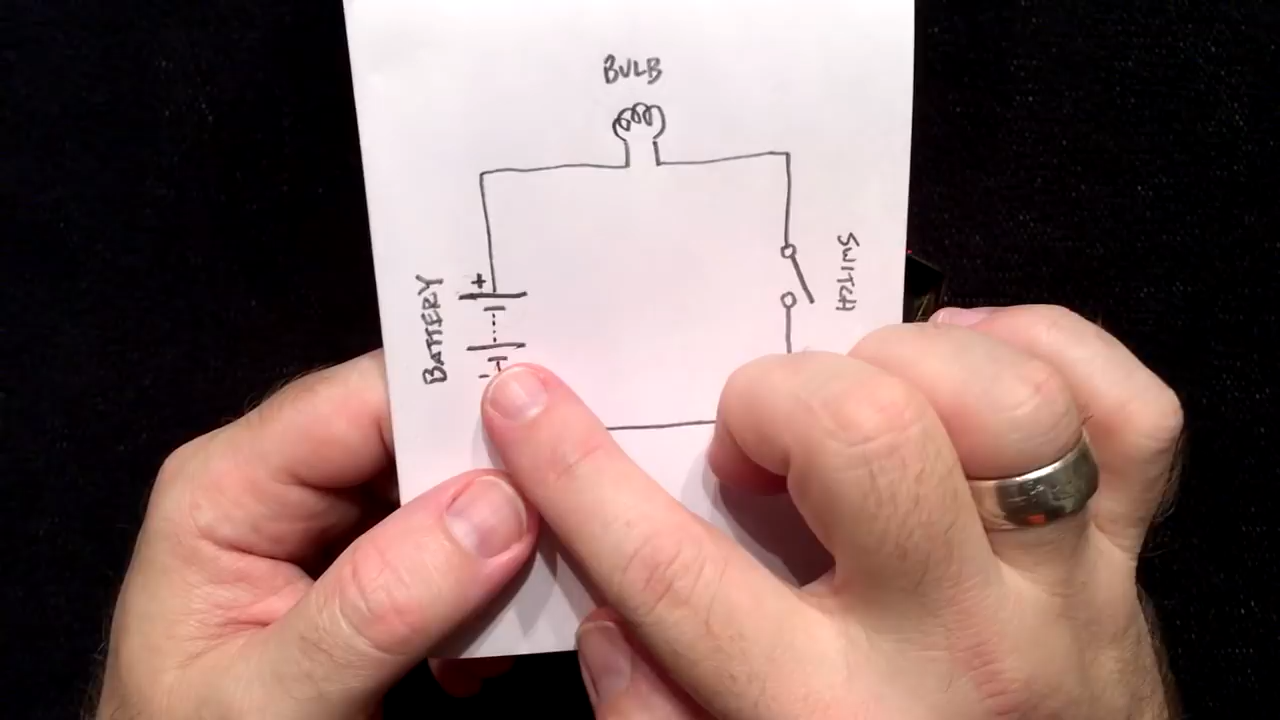 BULB
BATTERY
+
-
SWITCH